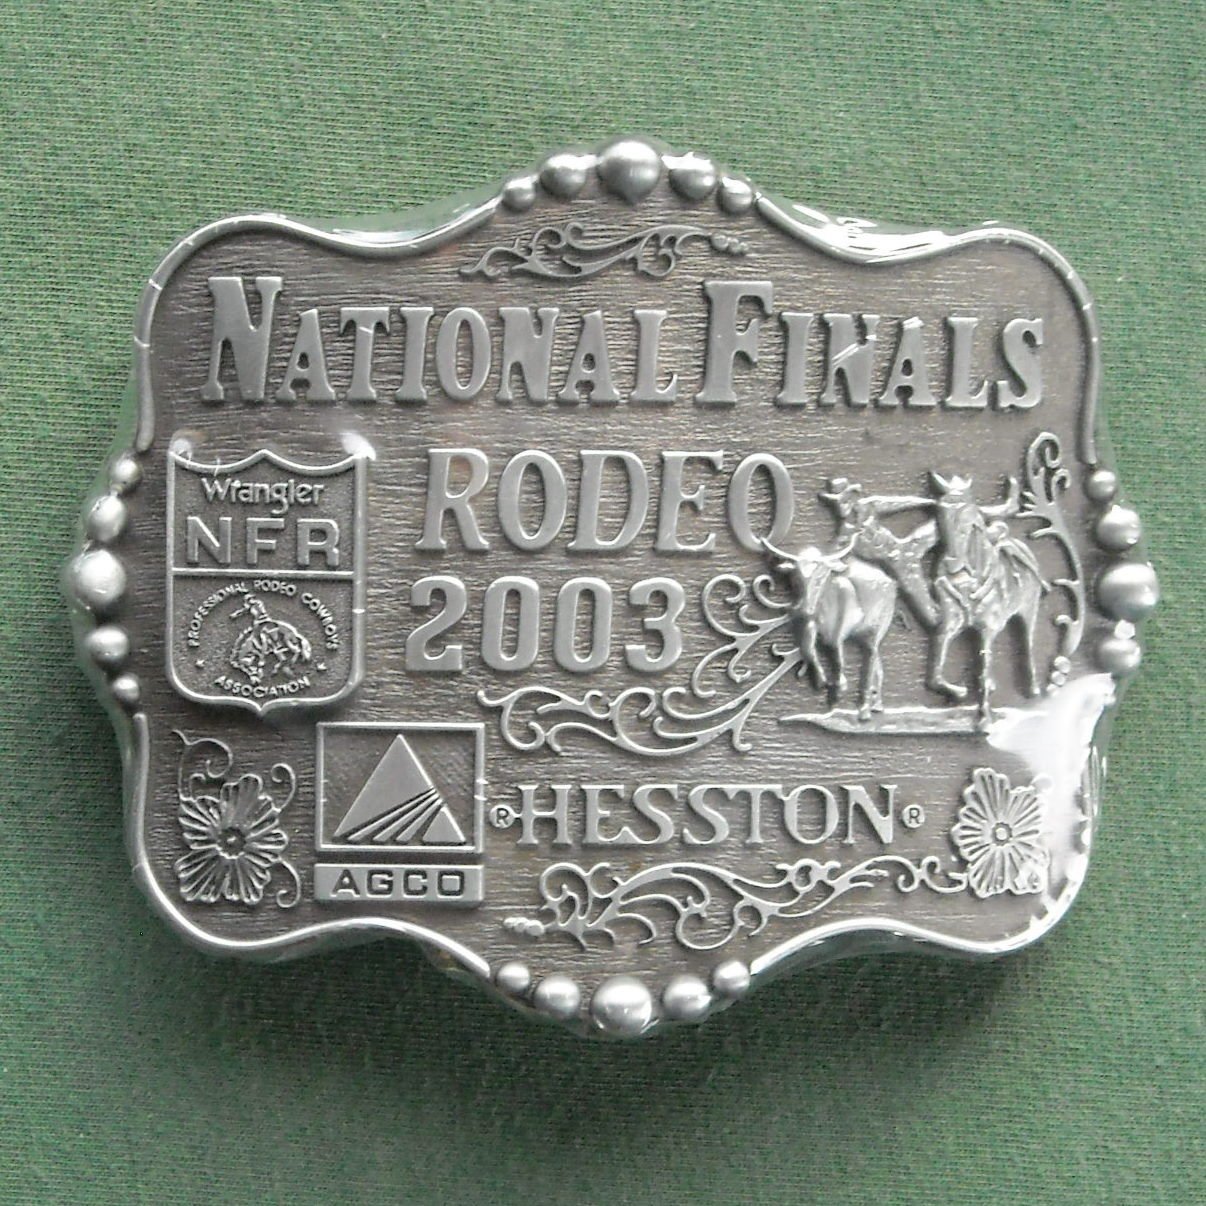 NATIONAL FINALS
RODEO
2003
Wrangler
NFR
PROFESSIONAL RODEO COWBOYS
ASSOCIATION
® HESSTON ®
AGCO